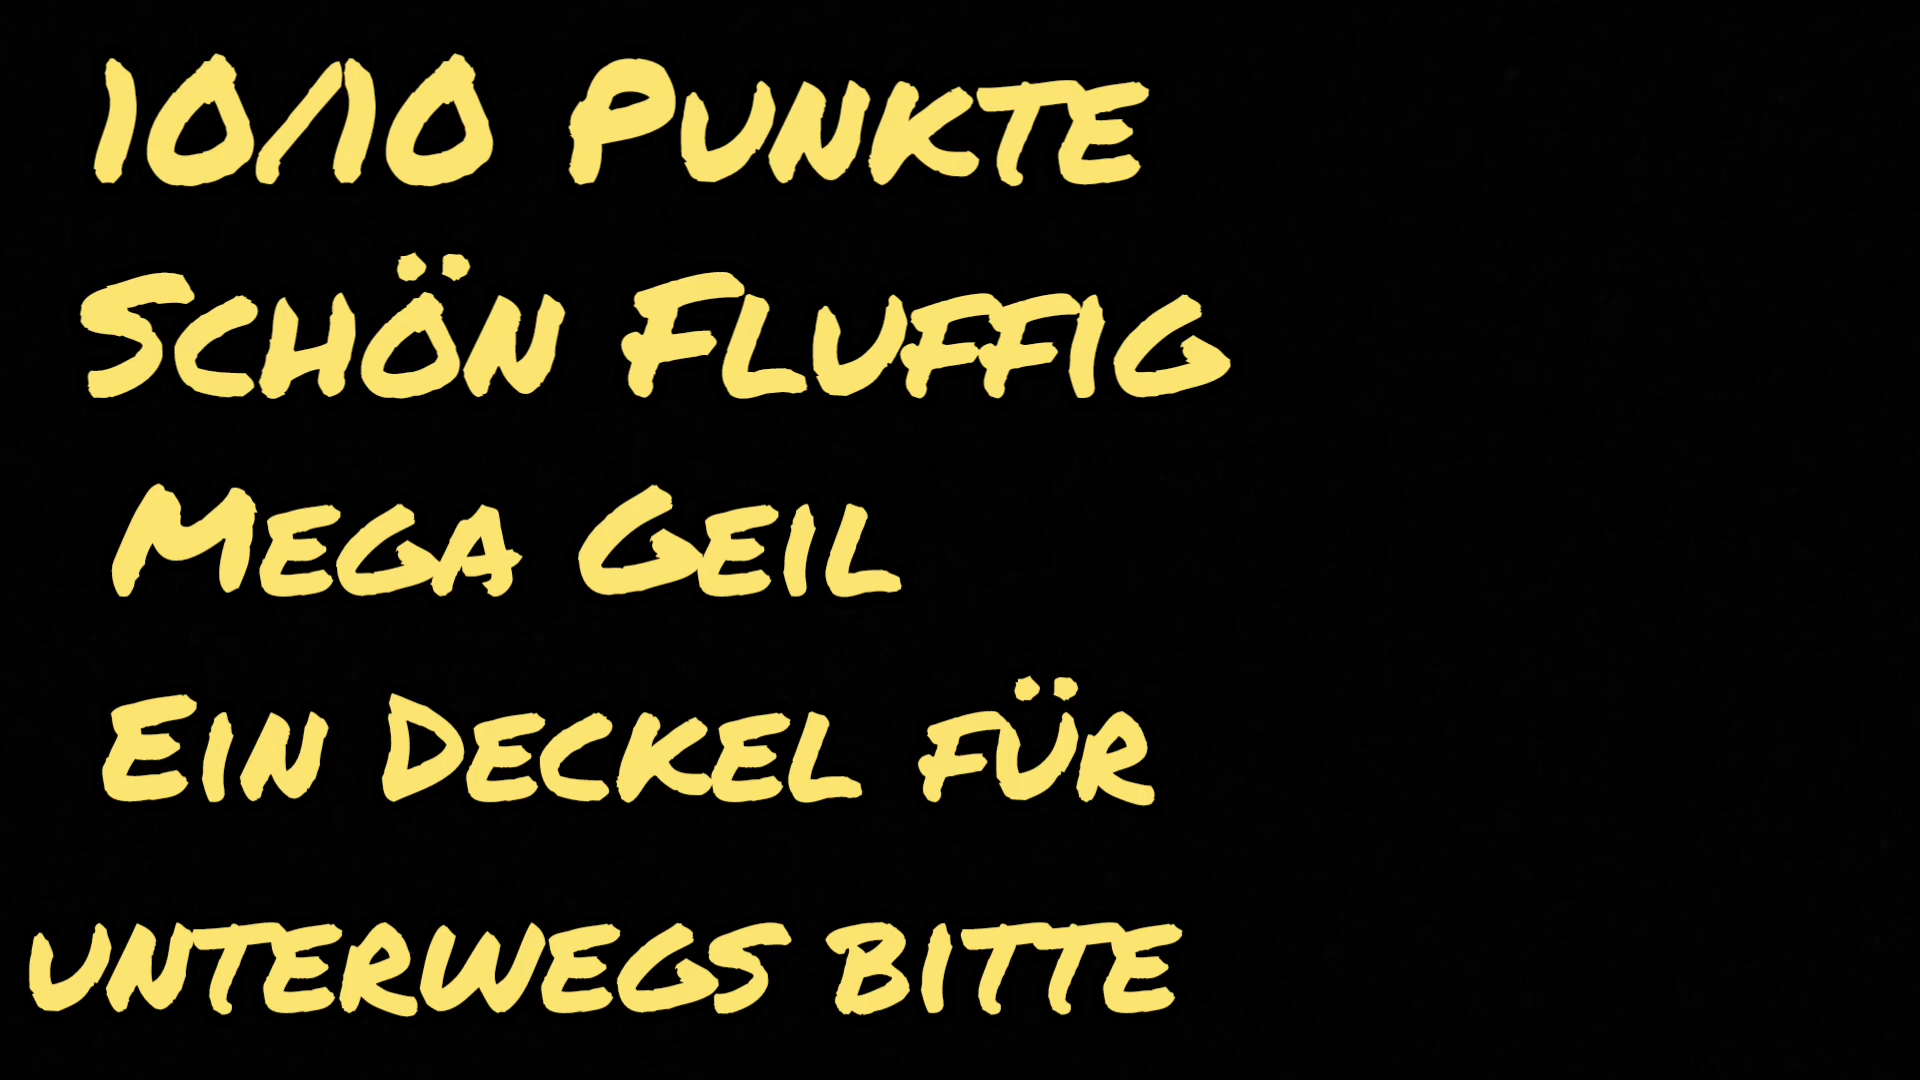 10/10 Punkte
Schön Fluffig
Mega Geil
Ein Deckel für
unterwegs bitte